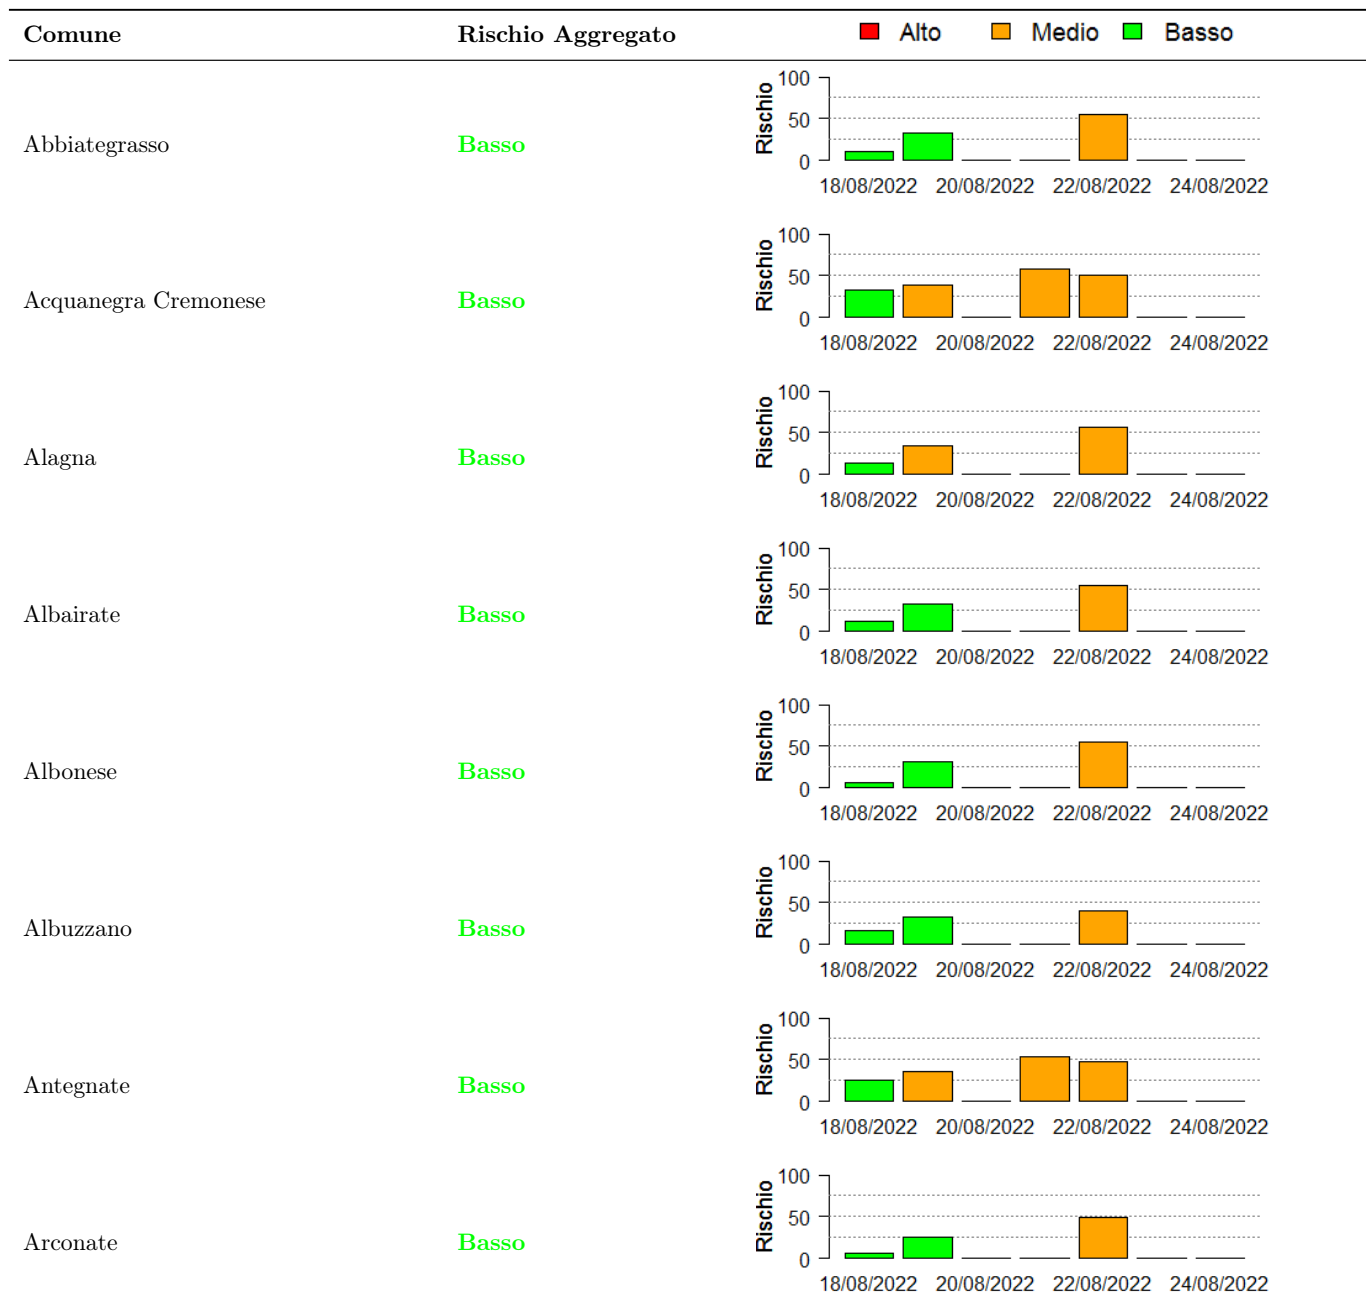 Comune Rischio Aggregato Alto Medio Basso
100
50
0
Rischio
Abbiategrasso Basso
18/08/2022 20/08/2022 22/08/2022 24/08/2022
100
50
0
Rischio
Acquanegra Cremonese Basso
18/08/2022 20/08/2022 22/08/2022 24/08/2022
100
50
0
Rischio
Alagna Basso
18/08/2022 20/08/2022 22/08/2022 24/08/2022
100
50
0
Rischio
Albairate Basso
18/08/2022 20/08/2022 22/08/2022 24/08/2022
100
50
0
Rischio
Albonese Basso
18/08/2022 20/08/2022 22/08/2022 24/08/2022
100
50
0
Rischio
Albuzzano Basso
18/08/2022 20/08/2022 22/08/2022 24/08/2022
100
50
0
Rischio
Antegnate Basso
18/08/2022 20/08/2022 22/08/2022 24/08/2022
100
50
0
Rischio
Arconate Basso
18/08/2022 20/08/2022 22/08/2022 24/08/2022